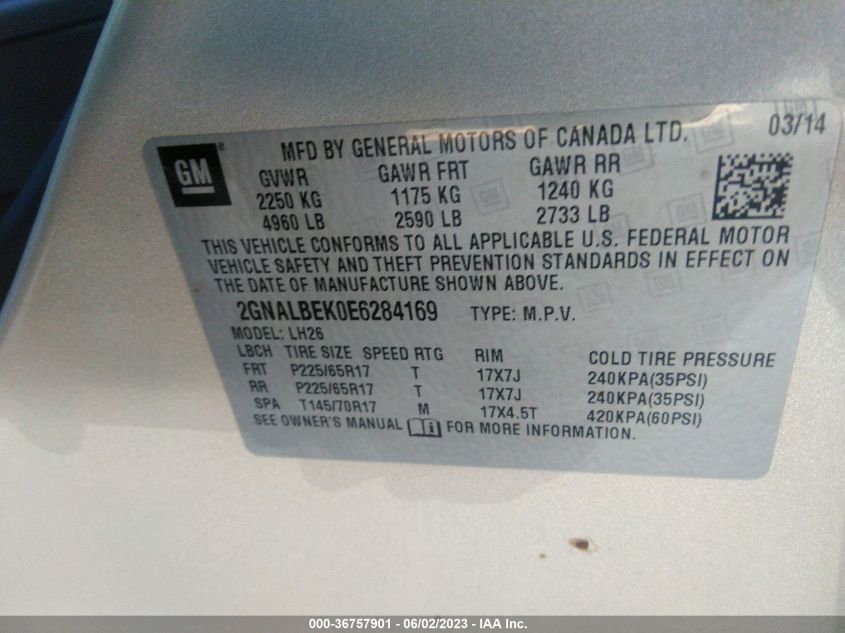 GM ® MFD BY GENERAL MOTORS OF CANADA LTD. 03/14
GVWR GAWR FRT GAWR RR
2250 KG 1175 KG 1240 KG
4960 LB 2590 LB 2733 LB
THIS VEHICLE CONFORMS TO ALL APPLICABLE U.S. FEDERAL MOTOR
VEHICLE SAFETY AND THEFT PREVENTION STANDARDS IN EFFECT ON
THE DATE OF MANUFACTURE SHOWN ABOVE.
2GNALBEK0E6284169 TYPE: M.P.V.
MODEL: LH26
LBCH TIRE SIZE SPEED RTG RIM COLD TIRE PRESSURE
FRT P225/65R17 T 17X7J 240KPA(35PSI)
RR P225/65R17 T 17X7J 240KPA(35PSI)
SPA T145/70R17 M 17X4.5T 420KPA(60PSI)
SEE OWNER'S MANUAL i FOR MORE INFORMATION.
000-36757901 - 06/02/2023 - IAA Inc.